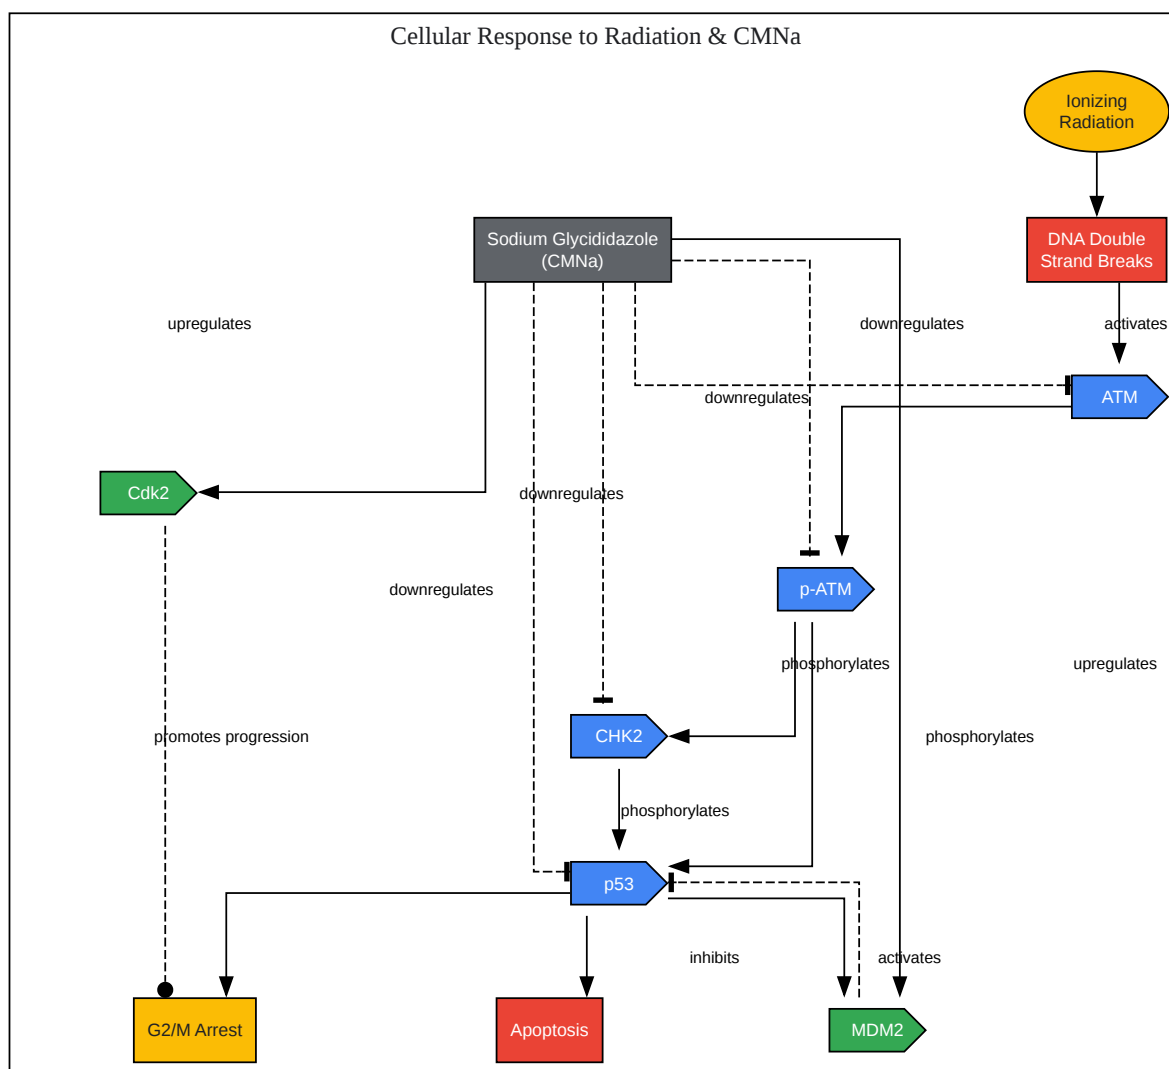 Cellular Response to Radiation & CMNa
Ionizing
Radiation
Sodium Glycididazole
(CMNa)
DNA Double
Strand Breaks
upregulates
downregulates
activates
downregulates
ATM
Cdk2
downregulates
downregulates
p-ATM
phosphorylates
upregulates
promotes progression
CHK2
phosphorylates
phosphorylates
p53
inhibits
activates
G2/M Arrest
Apoptosis
MDM2